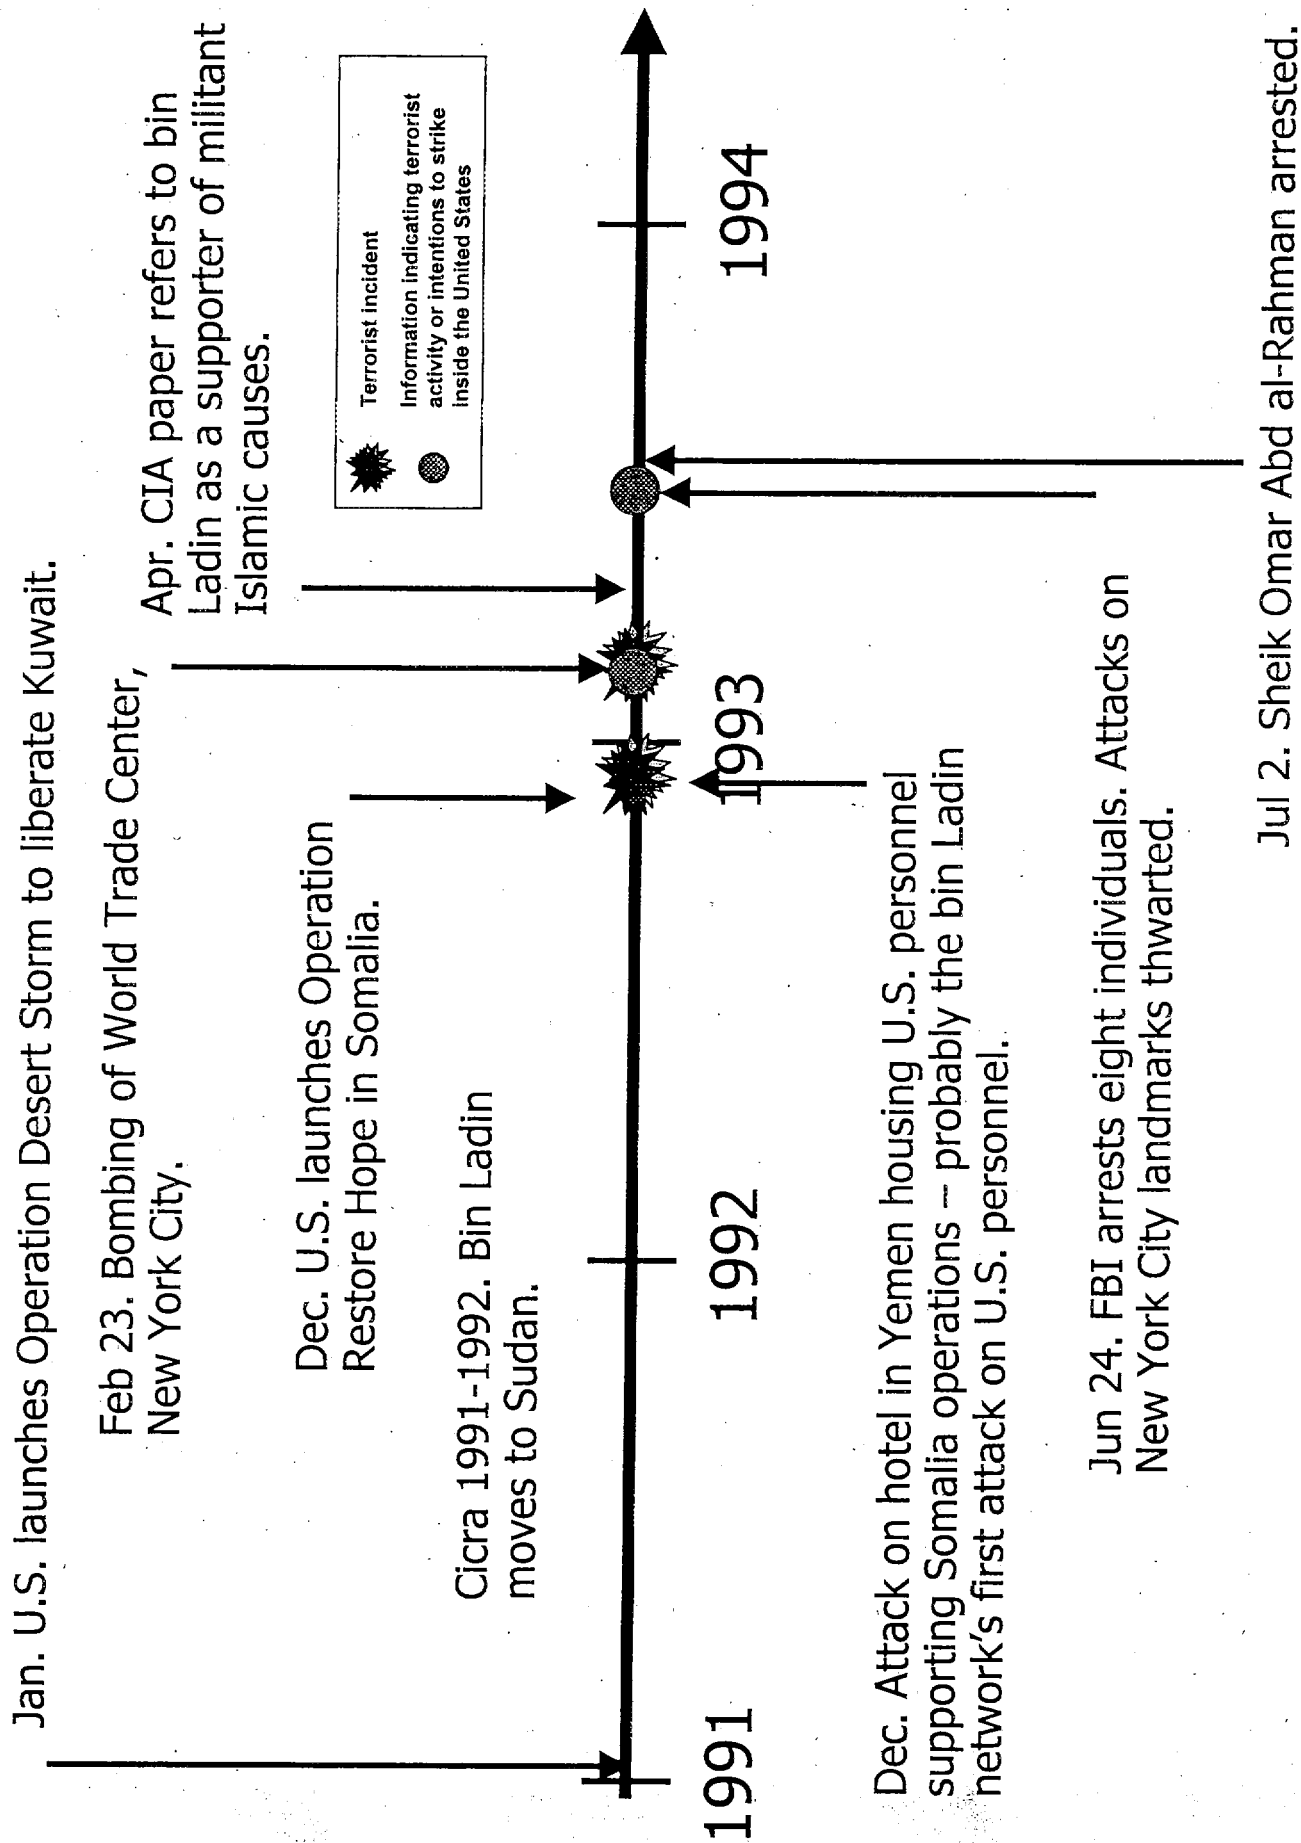 Jan. U.S. launches Operation Desert Storm to liberate Kuwait.
Feb 23. Bombing of World Trade Center,
New York City.
Apr. CIA paper refers to bin
Ladin as a supporter of militant
Islamic causes.
Dec. U.S. launches Operation
Restore Hope in Somalia.
Cicra 1991-1992. Bin Ladin
moves to Sudan.
Terrorist incident
Information indicating terrorist
activity or intentions to strike
inside the United States
1991
1992
1993
1994
Dec. Attack on hotel in Yemen housing U.S. personnel
supporting Somalia operations -- probably the bin Ladin
network's first attack on U.S. personnel.
Jun 24. FBI arrests eight individuals. Attacks on
New York City landmarks thwarted.
Jul 2. Sheik Omar Abd al-Rahman arrested.